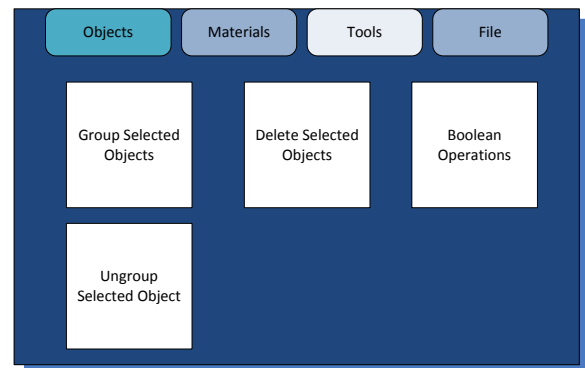 Objects
Materials
Tools
File
Group Selected
Objects
Delete Selected
Objects
Boolean
Operations
Ungroup
Selected Object